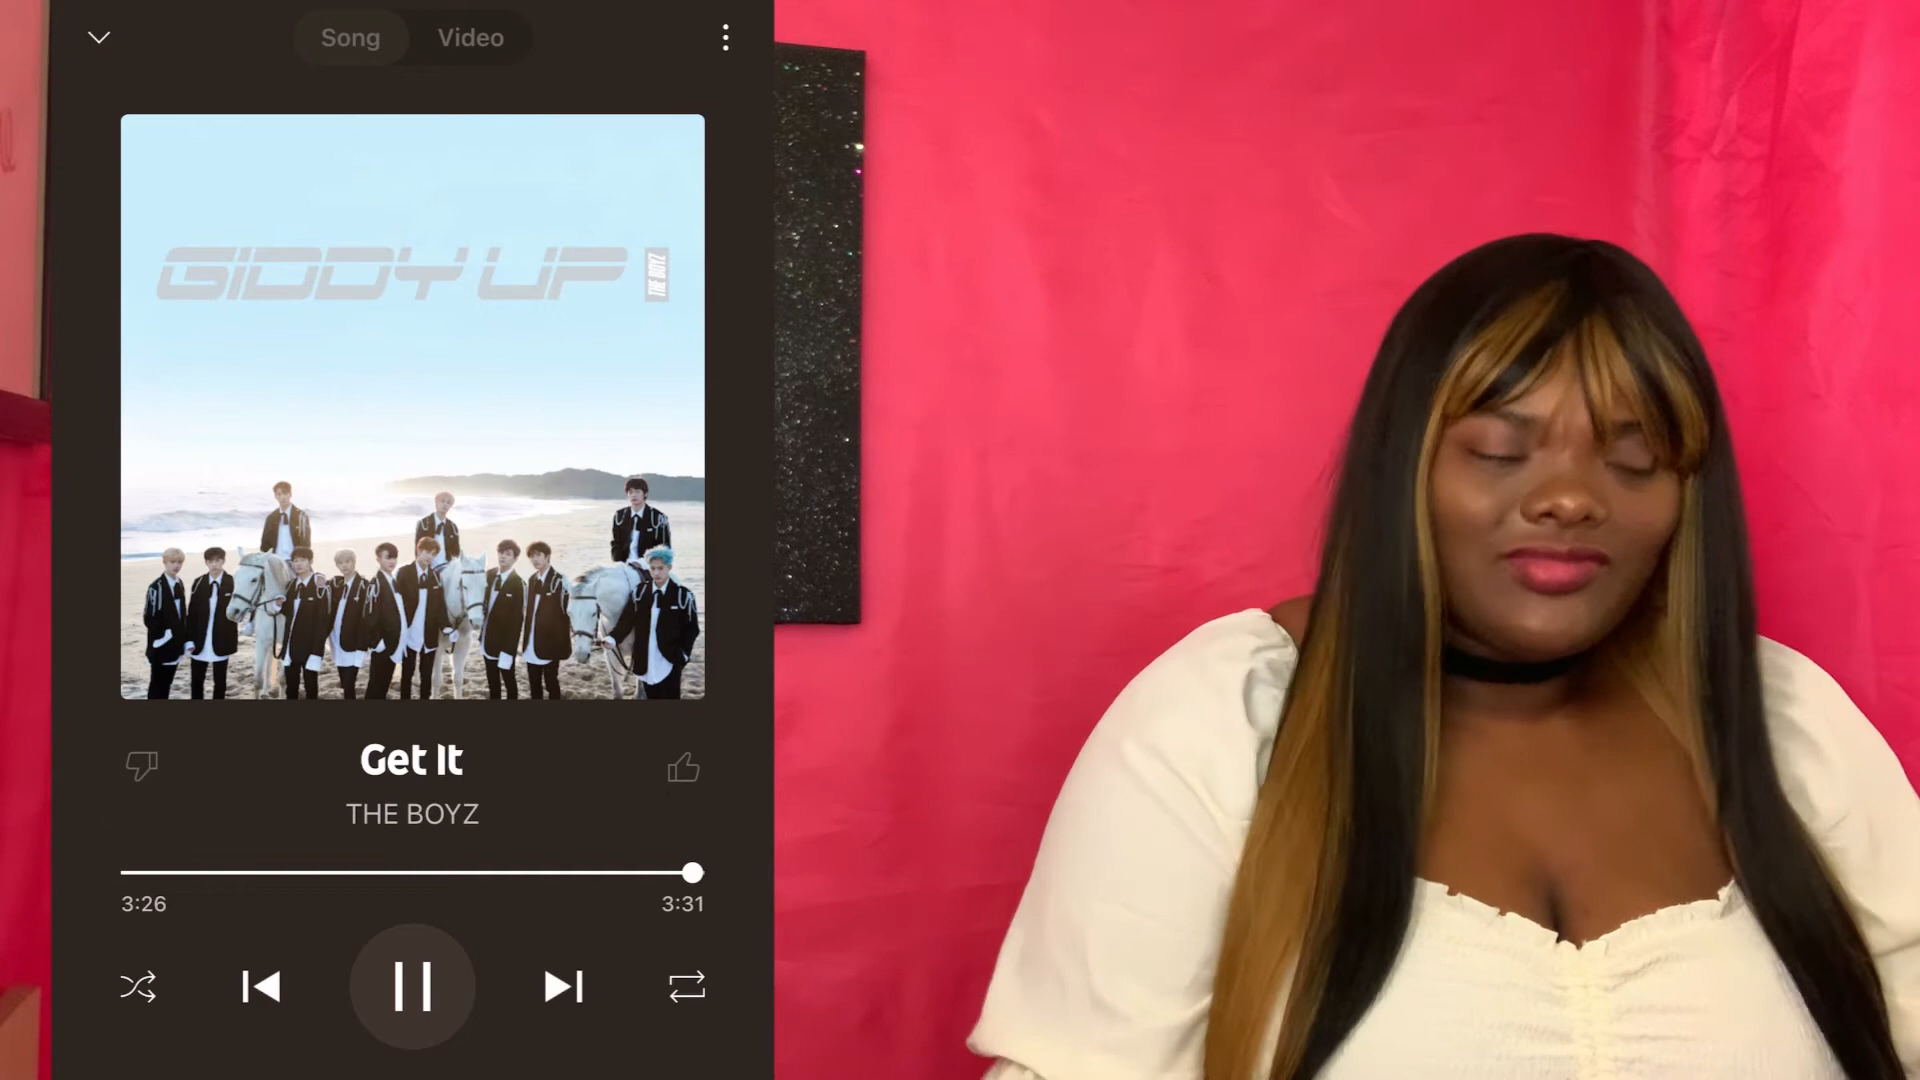 Song Video
GIDDY UP THE BOYZ
Get It
THE BOYZ
3:26 3:31